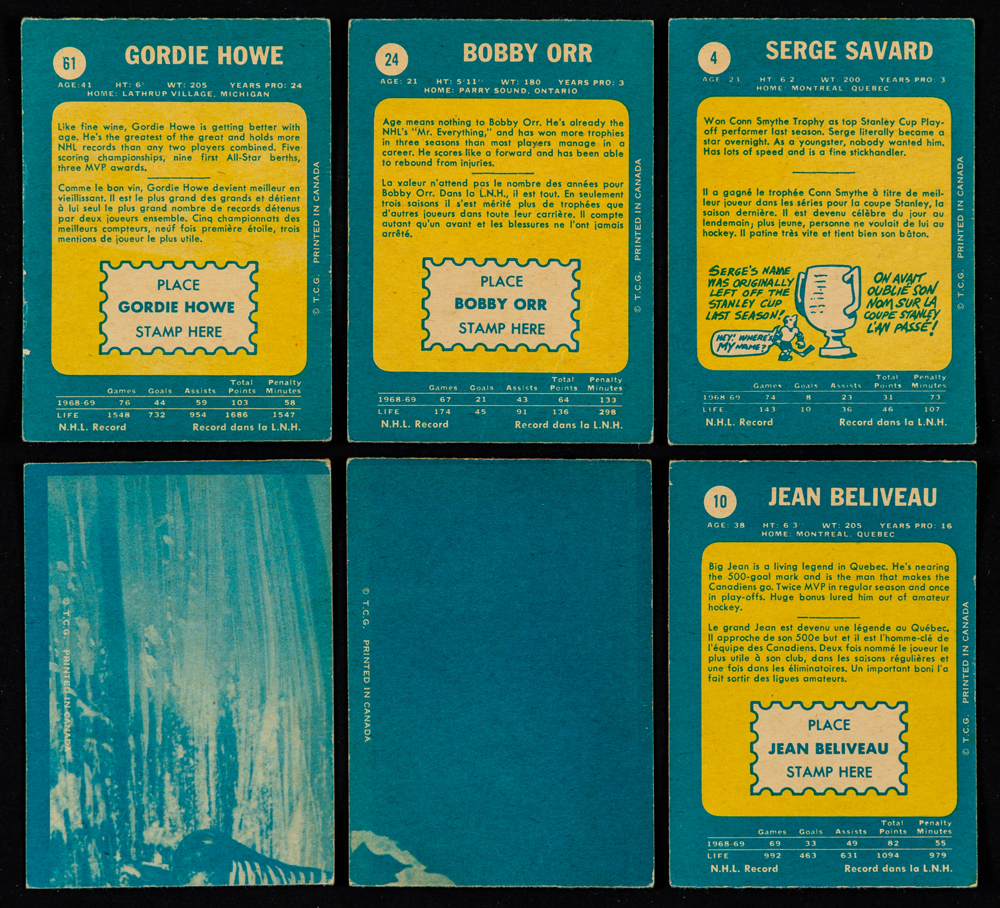 61
GORDIE HOWE
AGE: 41 HT: 6' WT: 205 YEARS PRO: 24
HOME: LATHRUP VILLAGE, MICHIGAN
Like fine wine, Gordie Howe is getting better with
age. He's the greatest of the great and holds more
NHL records than any two players combined. Five
scoring championships, nine first All-Star berths,
three MVP awards.
Comme le bon vin, Gordie Howe devient meilleur en
vieillissant. Il est le plus grand des grands et détient
à lui seul le plus grand nombre de records détenus
par deux joueurs ensemble. Cinq championnats des
meilleurs compteurs, neuf fois première étoile, trois
mentions de joueur le plus utile.
PLACE
GORDIE HOWE
STAMP HERE
© T.C.G. PRINTED IN CANADA
Games Goals Assists Total Points Penalty Minutes
1968-69 76 44 59 103 58
LIFE 1548 732 954 1686 1547
N.H.L. Record Record dans la L.N.H.
24
BOBBY ORR
AGE: 21 HT: 5'11" WT: 180 YEARS PRO: 3
HOME: PARRY SOUND, ONTARIO
Age means nothing to Bobby Orr. He's already the
NHL's "Mr. Everything," and has won more trophies
in three seasons than most players manage in a
career. He scores like a forward and has been able
to rebound from injuries.
La valeur n'attend pas le nombre des années pour
Bobby Orr. Dans la L.N.H., il est tout. En seulement
trois saisons il s'est mérité plus de trophées que
d'autres joueurs dans toute leur carrière. Il compte
autant qu'un avant et les blessures ne l'ont jamais
arrêté.
PLACE
BOBBY ORR
STAMP HERE
© T.C.G. PRINTED IN CANADA
Games Goals Assists Total Points Penalty Minutes
1968-69 67 21 43 64 133
LIFE 174 45 91 136 298
N.H.L. Record Record dans la L.N.H.
4
SERGE SAVARD
AGE 23 HT 6 2 WT 200 YEARS PRO: 3
HOME: MONTREAL, QUEBEC
Won Conn Smythe Trophy as top Stanley Cup Play-
off performer last season. Serge literally became a
star overnight. As a youngster, nobody wanted him.
Has lots of speed and is a fine stickhandler.
Il a gagné le trophée Conn Smythe à titre de meil-
leur joueur dans les séries pour la coupe Stanley, la
saison dernière. Il est devenu célèbre du jour au
lendemain; plus jeune, personne ne voulait de lui au
hockey. Il patine très vite et tient bien son bâton.
SERGE'S NAME
WAS ORIGINALLY
LEFT OFF THE
STANLEY CUP
LAST SEASON!
HEY! WHERE'S
MY NAME?
ON AVAIT
OUBLIÉ SON
NOM SUR LA
COUPE STANLEY
L'AN PASSÉ!
© T.C.G. PRINTED IN CANADA
Games Goals Assists Total Points Penalty Minutes
1968 69 74 8 23 31 73
LIFE 143 10 36 46 107
N.H.L. Record Record dans la L.N.H.
© T.C.G. PRINTED IN CANADA
© T.C.G. PRINTED IN CANADA
10
JEAN BELIVEAU
AGE: 38 HT: 6 3 WT: 205 YEARS PRO: 16
HOME: MONTREAL, QUEBEC
Big Jean is a living legend in Quebec. He's nearing
the 500-goal mark and is the man that makes the
Canadiens go. Twice MVP in regular season and once
in play-offs. Huge bonus lured him out of amateur
hockey.
Le grand Jean est devenu une légende au Québec.
Il approche de son 500e but et il est l'homme-clé de
l'équipe des Canadiens. Deux fois nommé le joueur le
plus utile à son club, dans les saisons régulières et
une fois dans les éliminatoires. Un important boni l'a
fait sortir des ligues amateurs.
PLACE
JEAN BELIVEAU
STAMP HERE
© T.C.G. PRINTED IN CANADA
Games Goals Assists Total Points Penalty Minutes
1968-69 69 33 49 82 55
LIFE 992 463 631 1094 979
N.H.L. Record Record dans la L.N.H.